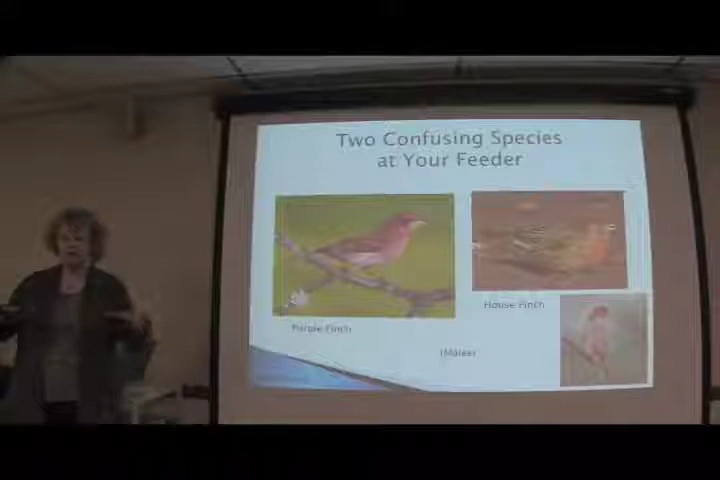 Two Confusing Species
at Your Feeder
House Finch
Purple Finch
(Males)